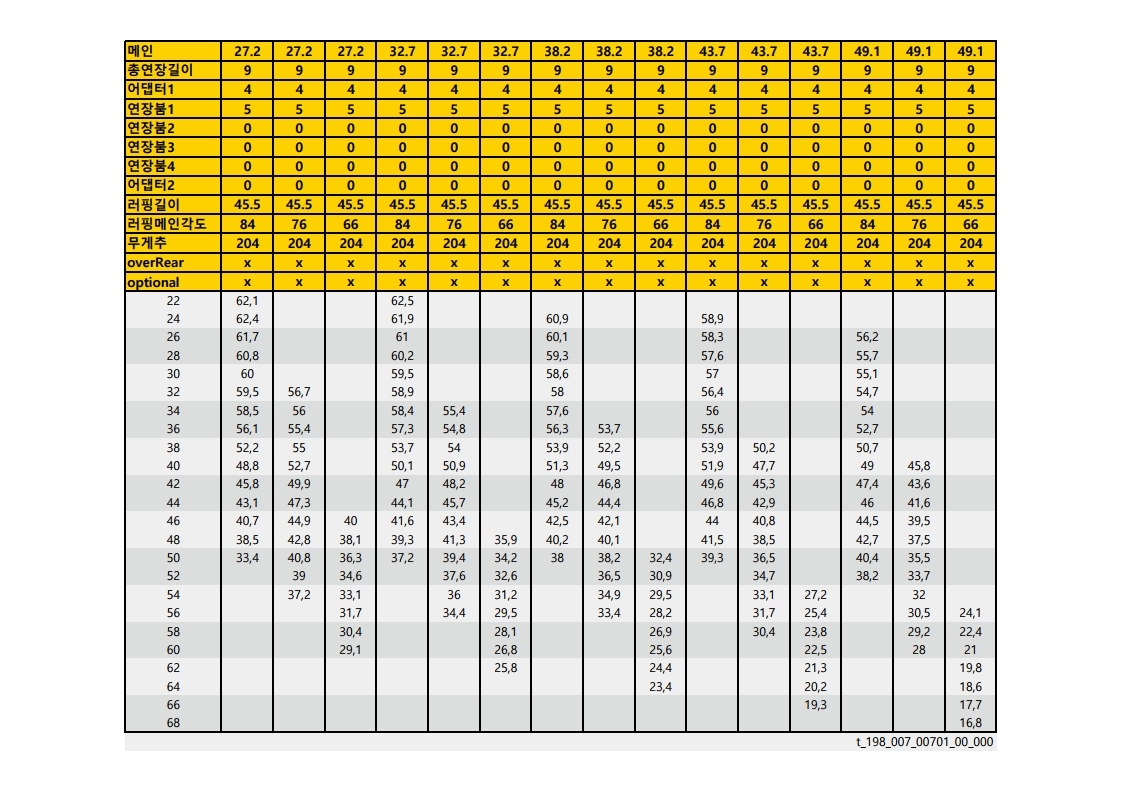 메인 27.2 27.2 27.2 32.7 32.7 32.7 38.2 38.2 38.2 43.7 43.7 43.7 49.1 49.1 49.1
총연장길이 9 9 9 9 9 9 9 9 9 9 9 9 9 9 9
어댑터1 4 4 4 4 4 4 4 4 4 4 4 4 4 4 4
연장붐1 5 5 5 5 5 5 5 5 5 5 5 5 5 5 5
연장붐2 0 0 0 0 0 0 0 0 0 0 0 0 0 0 0
연장붐3 0 0 0 0 0 0 0 0 0 0 0 0 0 0 0
연장붐4 0 0 0 0 0 0 0 0 0 0 0 0 0 0 0
어댑터2 0 0 0 0 0 0 0 0 0 0 0 0 0 0 0
러핑길이 45.5 45.5 45.5 45.5 45.5 45.5 45.5 45.5 45.5 45.5 45.5 45.5 45.5 45.5 45.5
러핑메인각도 84 76 66 84 76 66 84 76 66 84 76 66 84 76 66
무게추 204 204 204 204 204 204 204 204 204 204 204 204 204 204 204
overRear x x x x x x x x x x x x x x x
optional x x x x x x x x x x x x x x x
22 62,1 62,5
24 62,4 61,9 60,9 58,9
26 61,7 61 60,1 58,3 56,2
28 60,8 60,2 59,3 57,6 55,7
30 60 59,5 58,6 57 55,1
32 59,5 56,7 58,9 58 56,4 54,7
34 58,5 56 58,4 55,4 57,6 56 54
36 56,1 55,4 57,3 54,8 56,3 53,7 55,6 52,7
38 52,2 55 53,7 54 53,9 52,2 53,9 50,2 50,7
40 48,8 52,7 50,1 50,9 51,3 49,5 51,9 47,7 49 45,8
42 45,8 49,9 47 48,2 48 46,8 49,6 45,3 47,4 43,6
44 43,1 47,3 44,1 45,7 45,2 44,4 46,8 42,9 46 41,6
46 40,7 44,9 40 41,6 43,4 42,5 42,1 44 40,8 44,5 39,5
48 38,5 42,8 38,1 39,3 41,3 35,9 40,2 40,1 41,5 38,5 42,7 37,5
50 33,4 40,8 36,3 37,2 39,4 34,2 38 38,2 32,4 39,3 36,5 40,4 35,5
52 39 34,6 37,6 32,6 36,5 30,9 34,7 38,2 33,7
54 37,2 33,1 36 31,2 34,9 29,5 33,1 27,2 32
56 31,7 34,4 29,5 33,4 28,2 31,7 25,4 30,5 24,1
58 30,4 28,1 26,9 30,4 23,8 29,2 22,4
60 29,1 26,8 25,6 22,5 28 21
62 25,8 24,4 21,3 19,8
64 23,4 20,2 18,6
66 19,3 17,7
68 16,8
t_198_007_00701_00_000